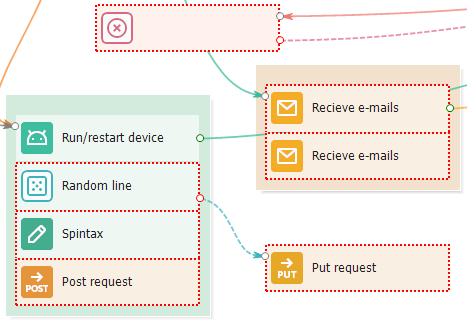 Recieve e-mails
Run/restart device
Recieve e-mails
Random line
Spintax
PUT
Put request
POST
Post request